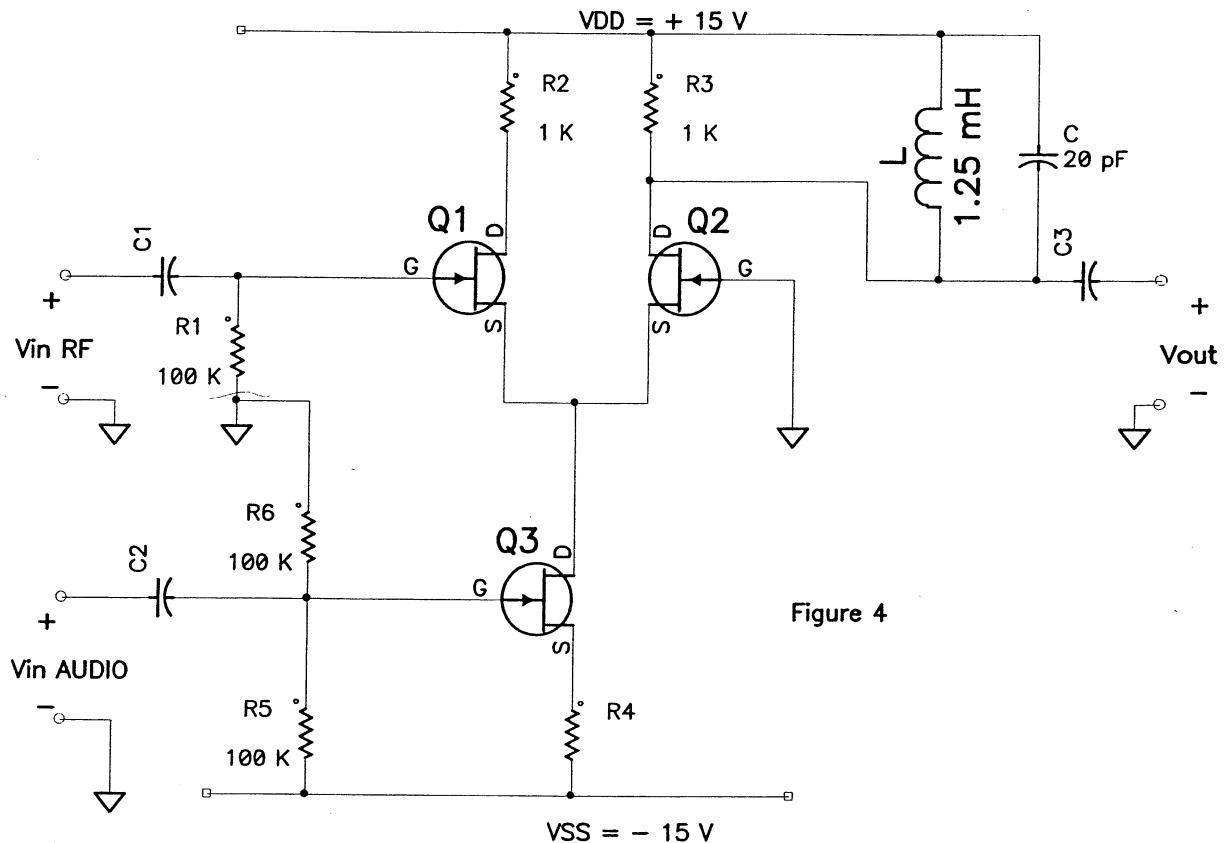 VDD = + 15 V
R2
1 K
R3
1 K
L
1.25 mH
C
20 pF
C1
Q1
D
G
S
Q2
D
G
S
C3
+
Vin RF
-
R1
100 K
+
Vout
-
R6
100 K
C2
Q3
D
G
S
+
Vin AUDIO
-
Figure 4
R5
100 K
R4
VSS = - 15 V